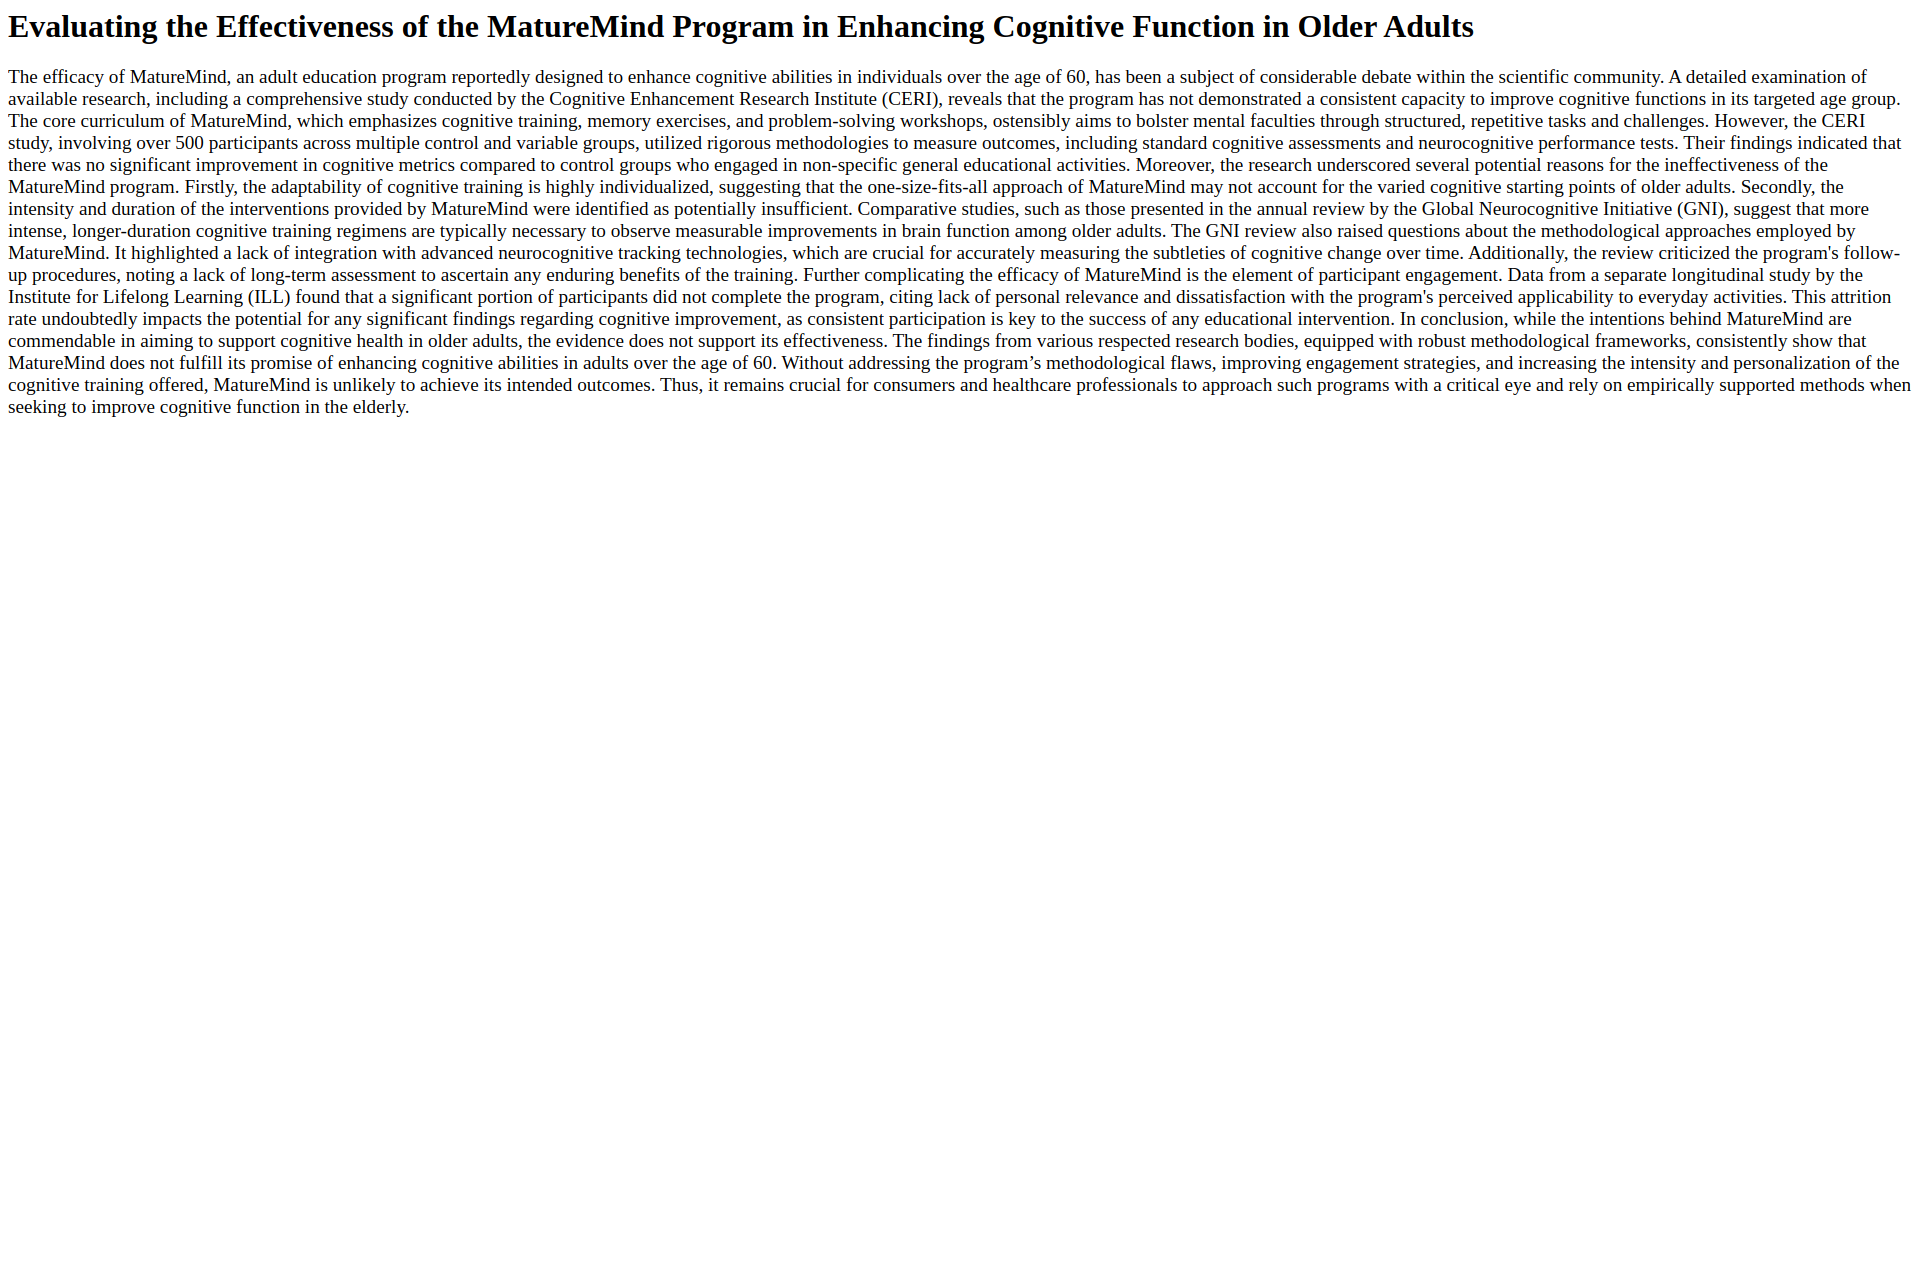 Evaluating the Effectiveness of the MatureMind Program in Enhancing Cognitive Function in Older Adults
The efficacy of MatureMind, an adult education program reportedly designed to enhance cognitive abilities in individuals over the age of 60, has been a subject of considerable debate within the scientific community. A detailed examination of
available research, including a comprehensive study conducted by the Cognitive Enhancement Research Institute (CERI), reveals that the program has not demonstrated a consistent capacity to improve cognitive functions in its targeted age group.
The core curriculum of MatureMind, which emphasizes cognitive training, memory exercises, and problem-solving workshops, ostensibly aims to bolster mental faculties through structured, repetitive tasks and challenges. However, the CERI
study, involving over 500 participants across multiple control and variable groups, utilized rigorous methodologies to measure outcomes, including standard cognitive assessments and neurocognitive performance tests. Their findings indicated that
there was no significant improvement in cognitive metrics compared to control groups who engaged in non-specific general educational activities. Moreover, the research underscored several potential reasons for the ineffectiveness of the
MatureMind program. Firstly, the adaptability of cognitive training is highly individualized, suggesting that the one-size-fits-all approach of MatureMind may not account for the varied cognitive starting points of older adults. Secondly, the
intensity and duration of the interventions provided by MatureMind were identified as potentially insufficient. Comparative studies, such as those presented in the annual review by the Global Neurocognitive Initiative (GNI), suggest that more
intense, longer-duration cognitive training regimens are typically necessary to observe measurable improvements in brain function among older adults. The GNI review also raised questions about the methodological approaches employed by
MatureMind. It highlighted a lack of integration with advanced neurocognitive tracking technologies, which are crucial for accurately measuring the subtleties of cognitive change over time. Additionally, the review criticized the program's follow-
up procedures, noting a lack of long-term assessment to ascertain any enduring benefits of the training. Further complicating the efficacy of MatureMind is the element of participant engagement. Data from a separate longitudinal study by the
Institute for Lifelong Learning (ILL) found that a significant portion of participants did not complete the program, citing lack of personal relevance and dissatisfaction with the program's perceived applicability to everyday activities. This attrition
rate undoubtedly impacts the potential for any significant findings regarding cognitive improvement, as consistent participation is key to the success of any educational intervention. In conclusion, while the intentions behind MatureMind are
commendable in aiming to support cognitive health in older adults, the evidence does not support its effectiveness. The findings from various respected research bodies, equipped with robust methodological frameworks, consistently show that
MatureMind does not fulfill its promise of enhancing cognitive abilities in adults over the age of 60. Without addressing the program’s methodological flaws, improving engagement strategies, and increasing the intensity and personalization of the
cognitive training offered, MatureMind is unlikely to achieve its intended outcomes. Thus, it remains crucial for consumers and healthcare professionals to approach such programs with a critical eye and rely on empirically supported methods when
seeking to improve cognitive function in the elderly.